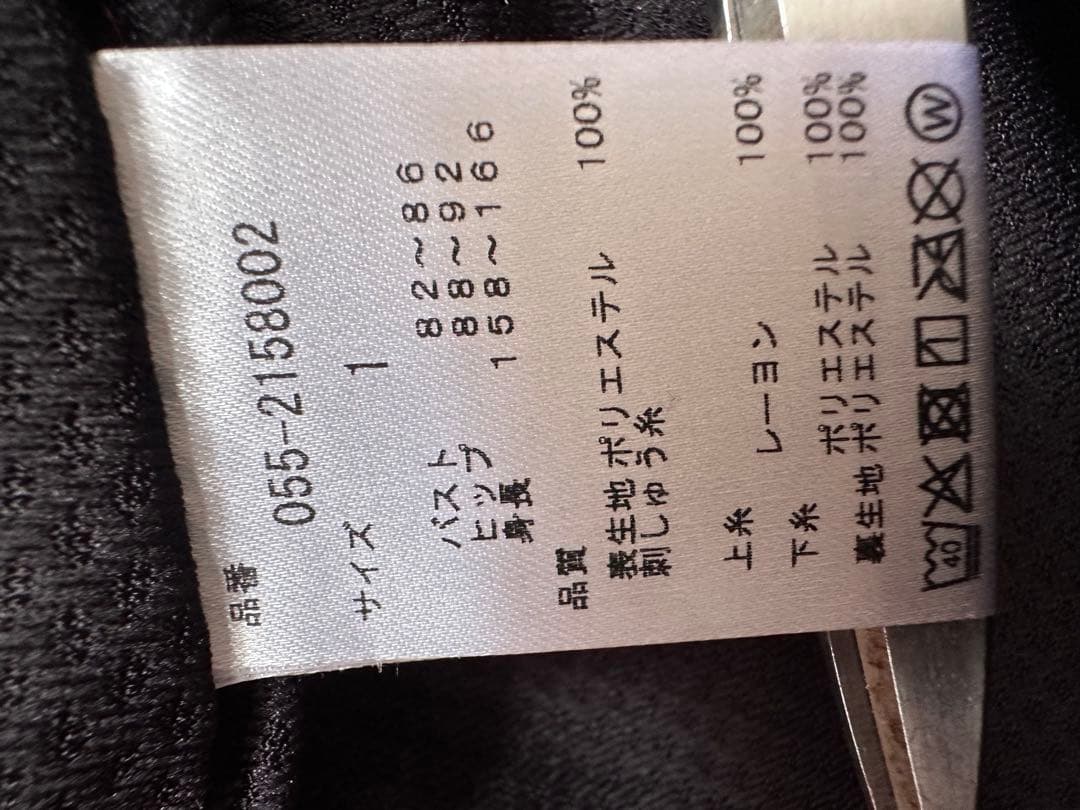 品番
055-2158002
サイズ 1
バスト 82～86
ヒップ 88～92
身長 158～166
品質
表生地 ポリエステル 100%
刺しゅう糸
上糸 レーヨン 100%
下糸 ポリエステル 100%
裏生地 ポリエステル 100%
40 W